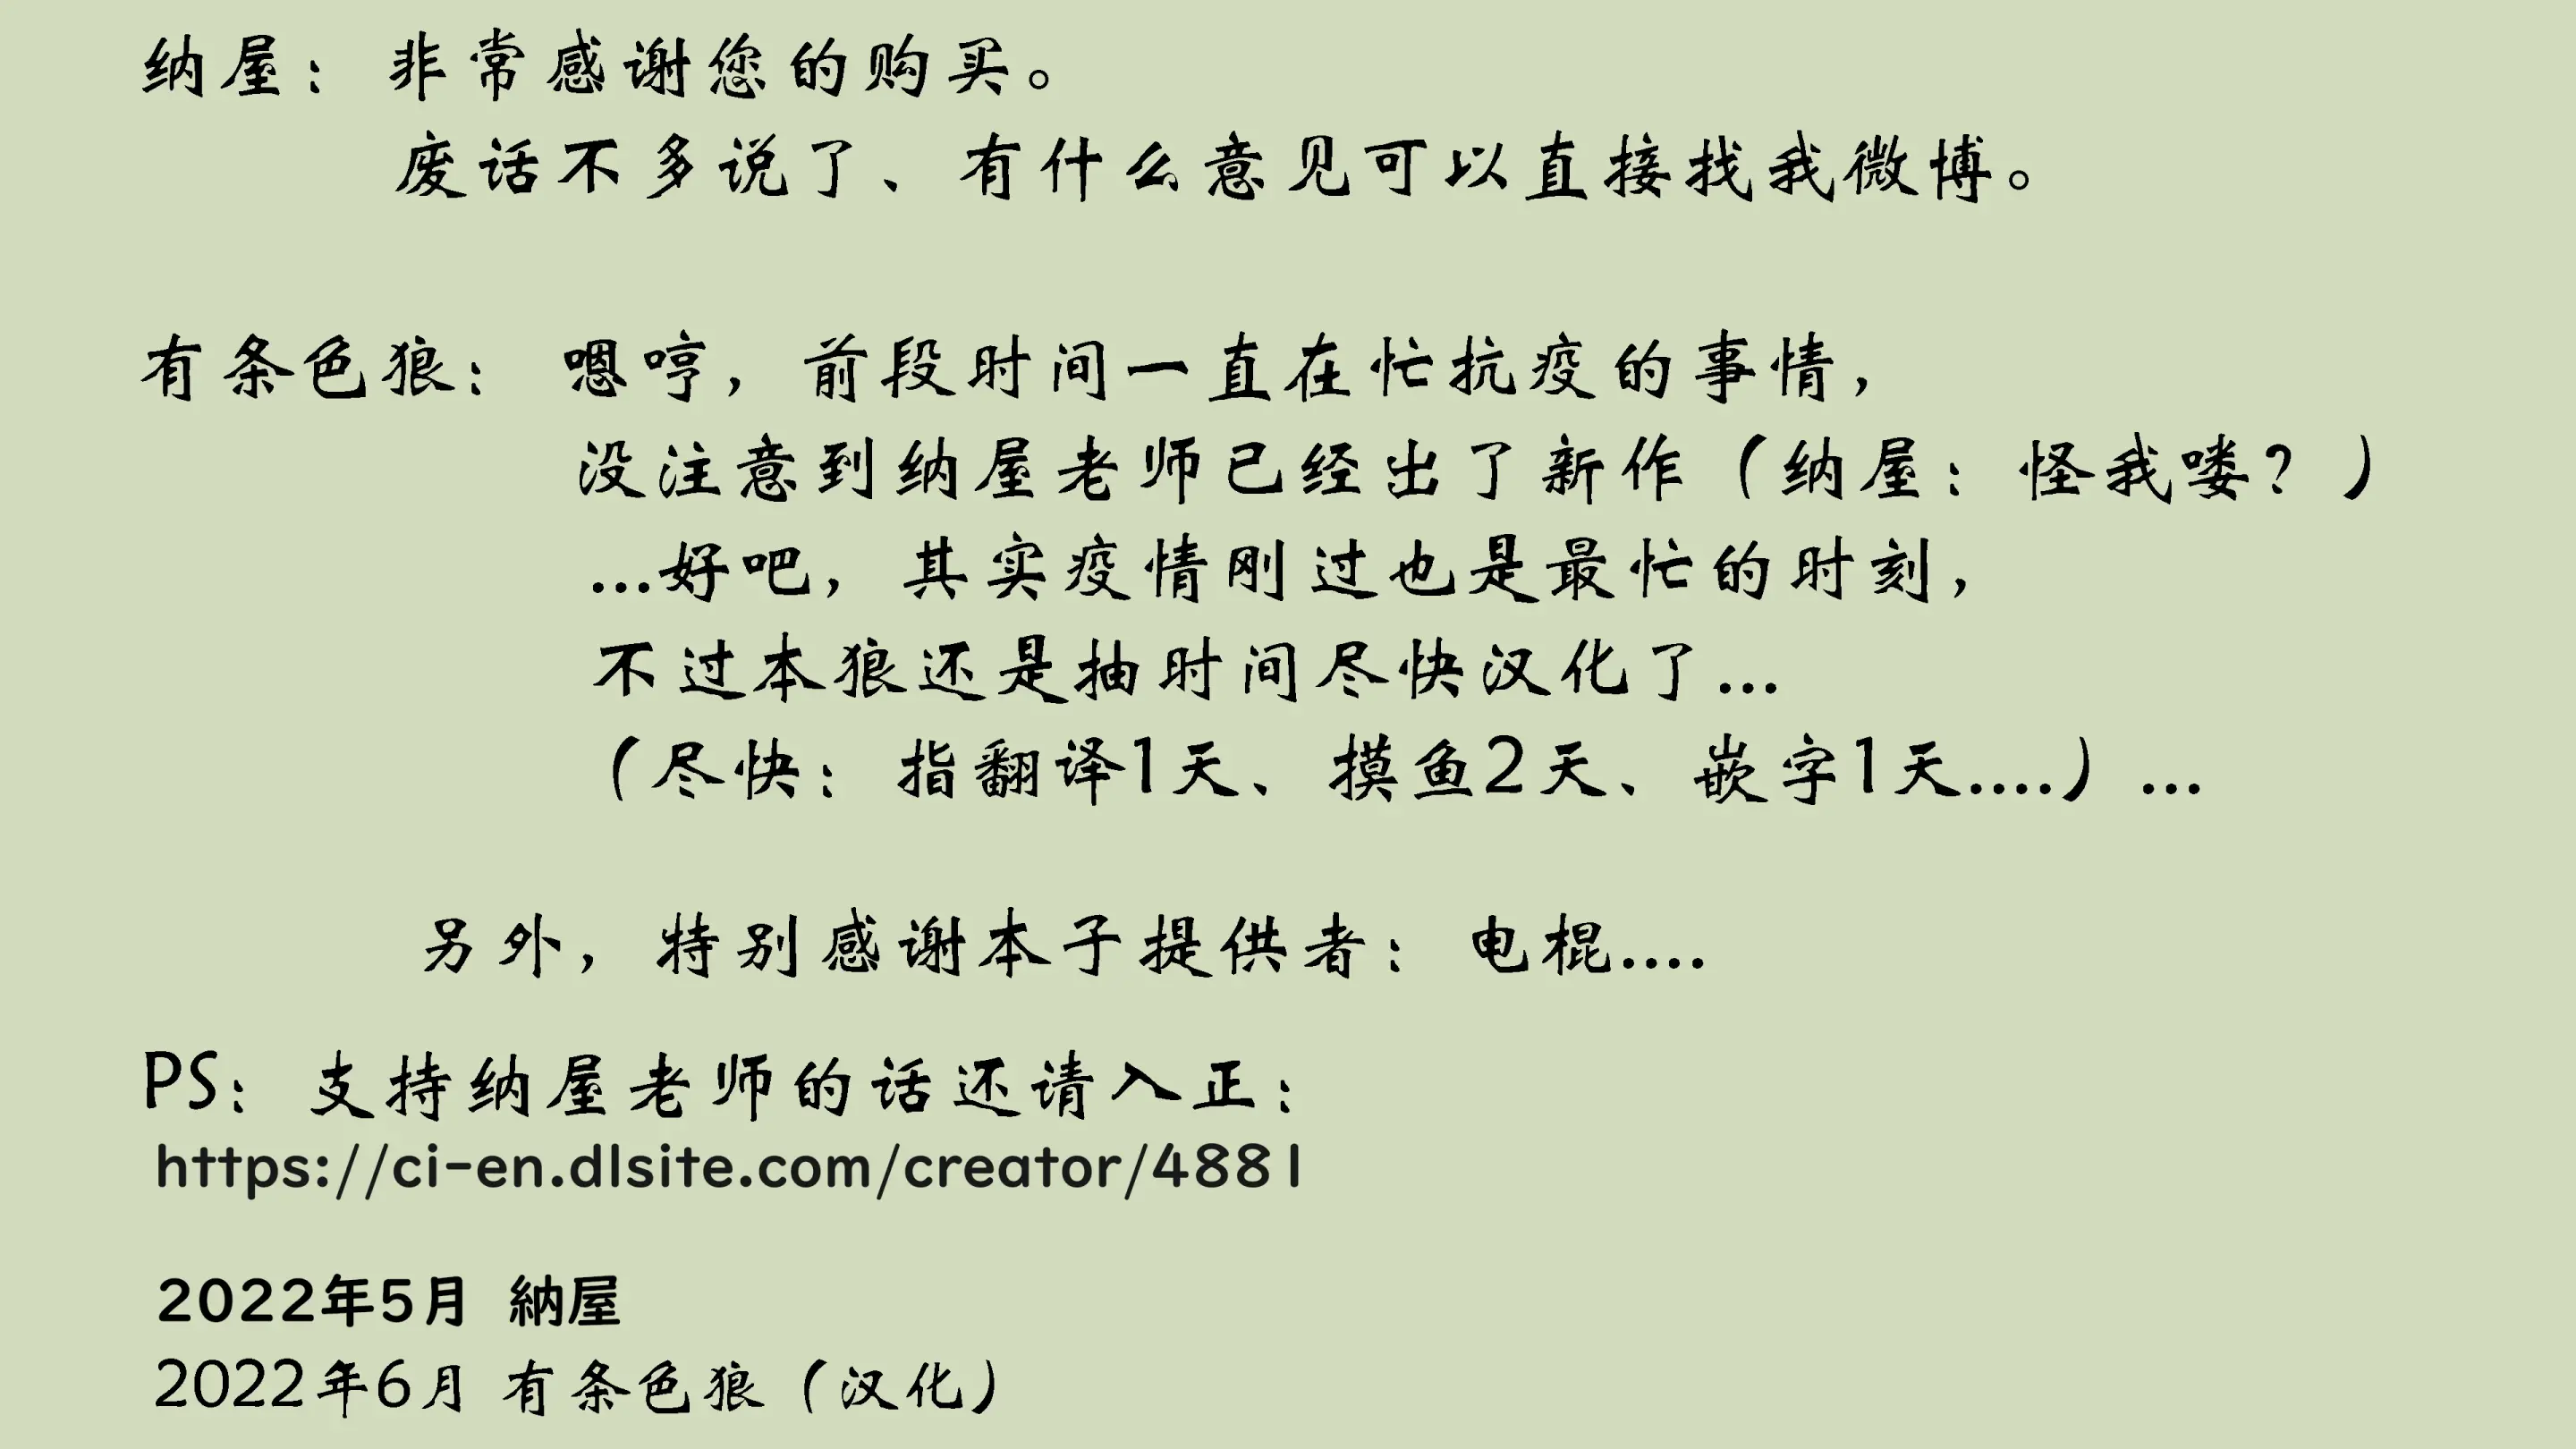 纳屋：非常感谢您的购买。
废话不多说了、有什么意见可以直接找我微博。
有条色狼：嗯哼，前段时间一直在忙抗疫的事情，
没注意到纳屋老师已经出了新作（纳屋：怪我喽？）
...好吧，其实疫情刚过也是最忙的时刻，
不过本狼还是抽时间尽快汉化了...
（尽快：指翻译1天、摸鱼2天、嵌字1天....）...
另外，特别感谢本子提供者：电棍....
PS：支持纳屋老师的话还请入正：
https://ci-en.dlsite.com/creator/4881
2022年5月 納屋
2022年6月 有条色狼（汉化）